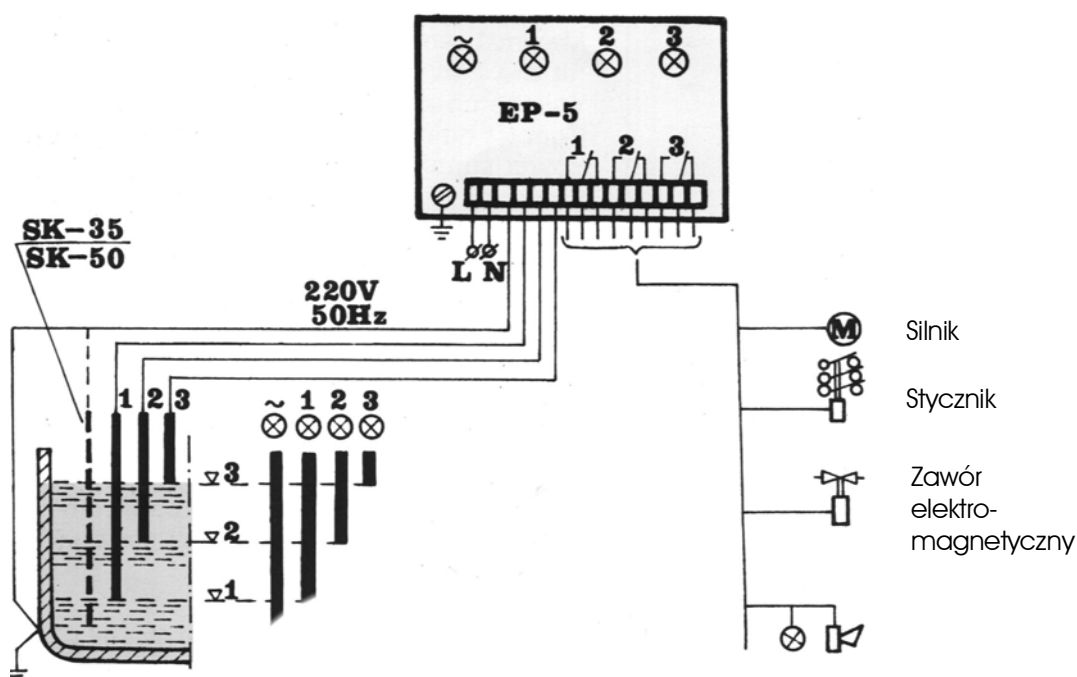 ~ 1 2 3
EP-5
1 2 3
SK-35
SK-50
L N
220V
50Hz
1 2 3
~ 1 2 3
3
2
1
M
Silnik
Stycznik
Zawór
elektro-
magnetyczny